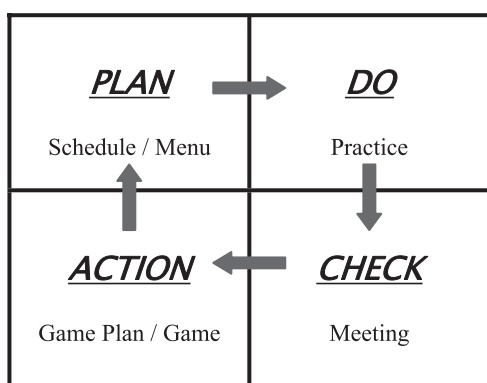 PLAN
Schedule / Menu
DO
Practice
ACTION
Game Plan / Game
CHECK
Meeting